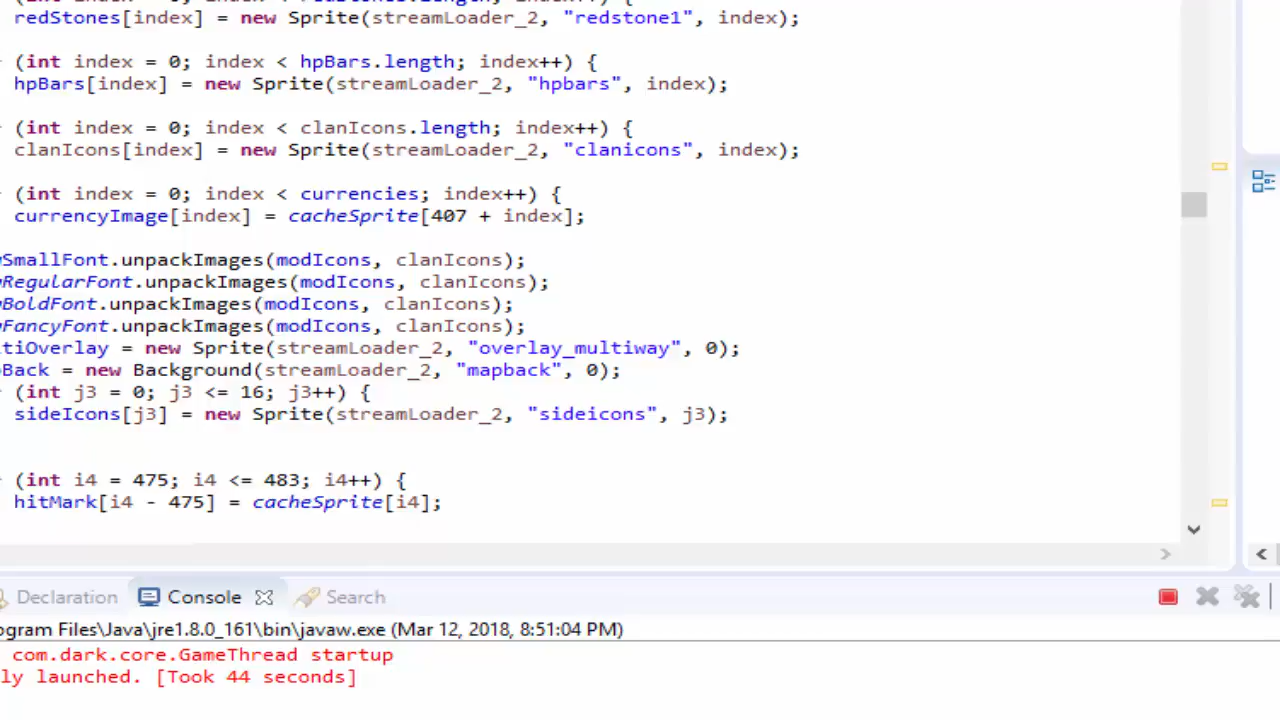 redStones[index] = new Sprite(streamLoader_2, "redstone1", index);
(int index = 0; index < hpBars.length; index++) {
hpBars[index] = new Sprite(streamLoader_2, "hpbars", index);
(int index = 0; index < clanIcons.length; index++) {
clanIcons[index] = new Sprite(streamLoader_2, "clanicons", index);
(int index = 0; index < currencies; index++) {
currencyImage[index] = cacheSprite[407 + index];
wSmallFont.unpackImages(modIcons, clanIcons);
wRegularFont.unpackImages(modIcons, clanIcons);
wBoldFont.unpackImages(modIcons, clanIcons);
wFancyFont.unpackImages(modIcons, clanIcons);
tiOverlay = new Sprite(streamLoader_2, "overlay_multiway", 0);
pBack = new Background(streamLoader_2, "mapback", 0);
(int j3 = 0; j3 <= 16; j3++) {
sideIcons[j3] = new Sprite(streamLoader_2, "sideicons", j3);
(int i4 = 475; i4 <= 483; i4++) {
hitMark[i4 - 475] = cacheSprite[i4];
Declaration Console Search
ogram Files\Java\jre1.8.0_161\bin\javaw.exe (Mar 12, 2018, 8:51:04 PM)
com.dark.core.GameThread startup
ly launched. [Took 44 seconds]